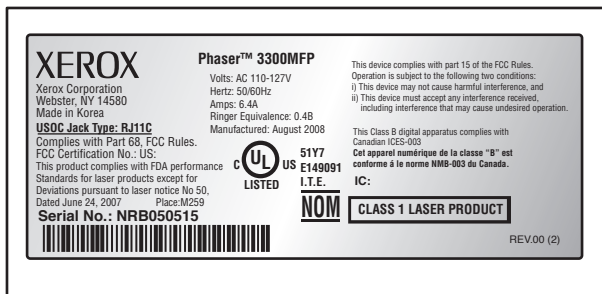 XEROX
Xerox Corporation
Webster, NY 14580
Made in Korea
USOC Jack Type: RJ11C
Complies with Part 68, FCC Rules.
FCC Certification No.: US:
This product complies with FDA performance
Standards for laser products except for
Deviations pursuant to laser notice No 50,
Dated June 24, 2007 Place:M259
Serial No.: NRB050515
Phaser™ 3300MFP
Volts: AC 110-127V
Hertz: 50/60Hz
Amps: 6.4A
Ringer Equivalence: 0.4B
Manufactured: August 2008
C UL US
LISTED
51Y7
E149091
I.T.E.
NOM
This device complies with part 15 of the FCC Rules.
Operation is subject to the following two conditions:
i) This device may not cause harmful interference, and
ii) This device must accept any interference received,
including interference that may cause undesired operation.
This Class B digital apparatus complies with
Canadian ICES-003
Cet apparel numérique de la classe "B" est
conforme á le norme NMB-003 du Canada.
IC:
CLASS 1 LASER PRODUCT
REV.00 (2)